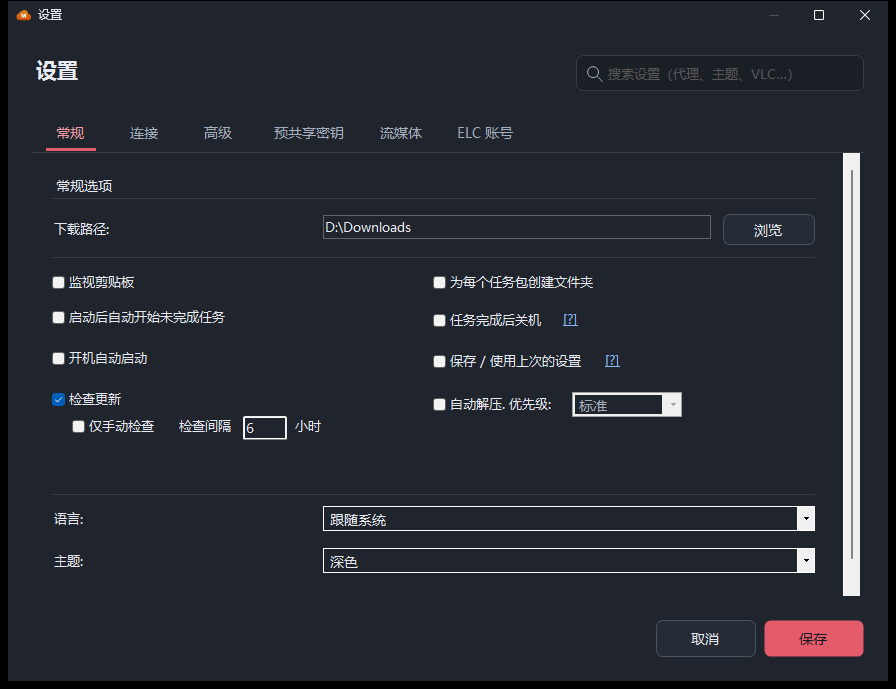 设置
设置
搜索设置（代理、主题、VLC...）
常规 连接 高级 预共享密钥 流媒体 ELC 账号
常规选项
下载路径: D:\Downloads 浏览
监视剪贴板 为每个任务包创建文件夹
启动后自动开始未完成任务 任务完成后关机 [?]
开机自动启动 保存 / 使用上次的设置 [?]
检查更新 自动解压. 优先级: 标准
仅手动检查 检查间隔 6 小时
语言: 跟随系统
主题: 深色
取消 保存